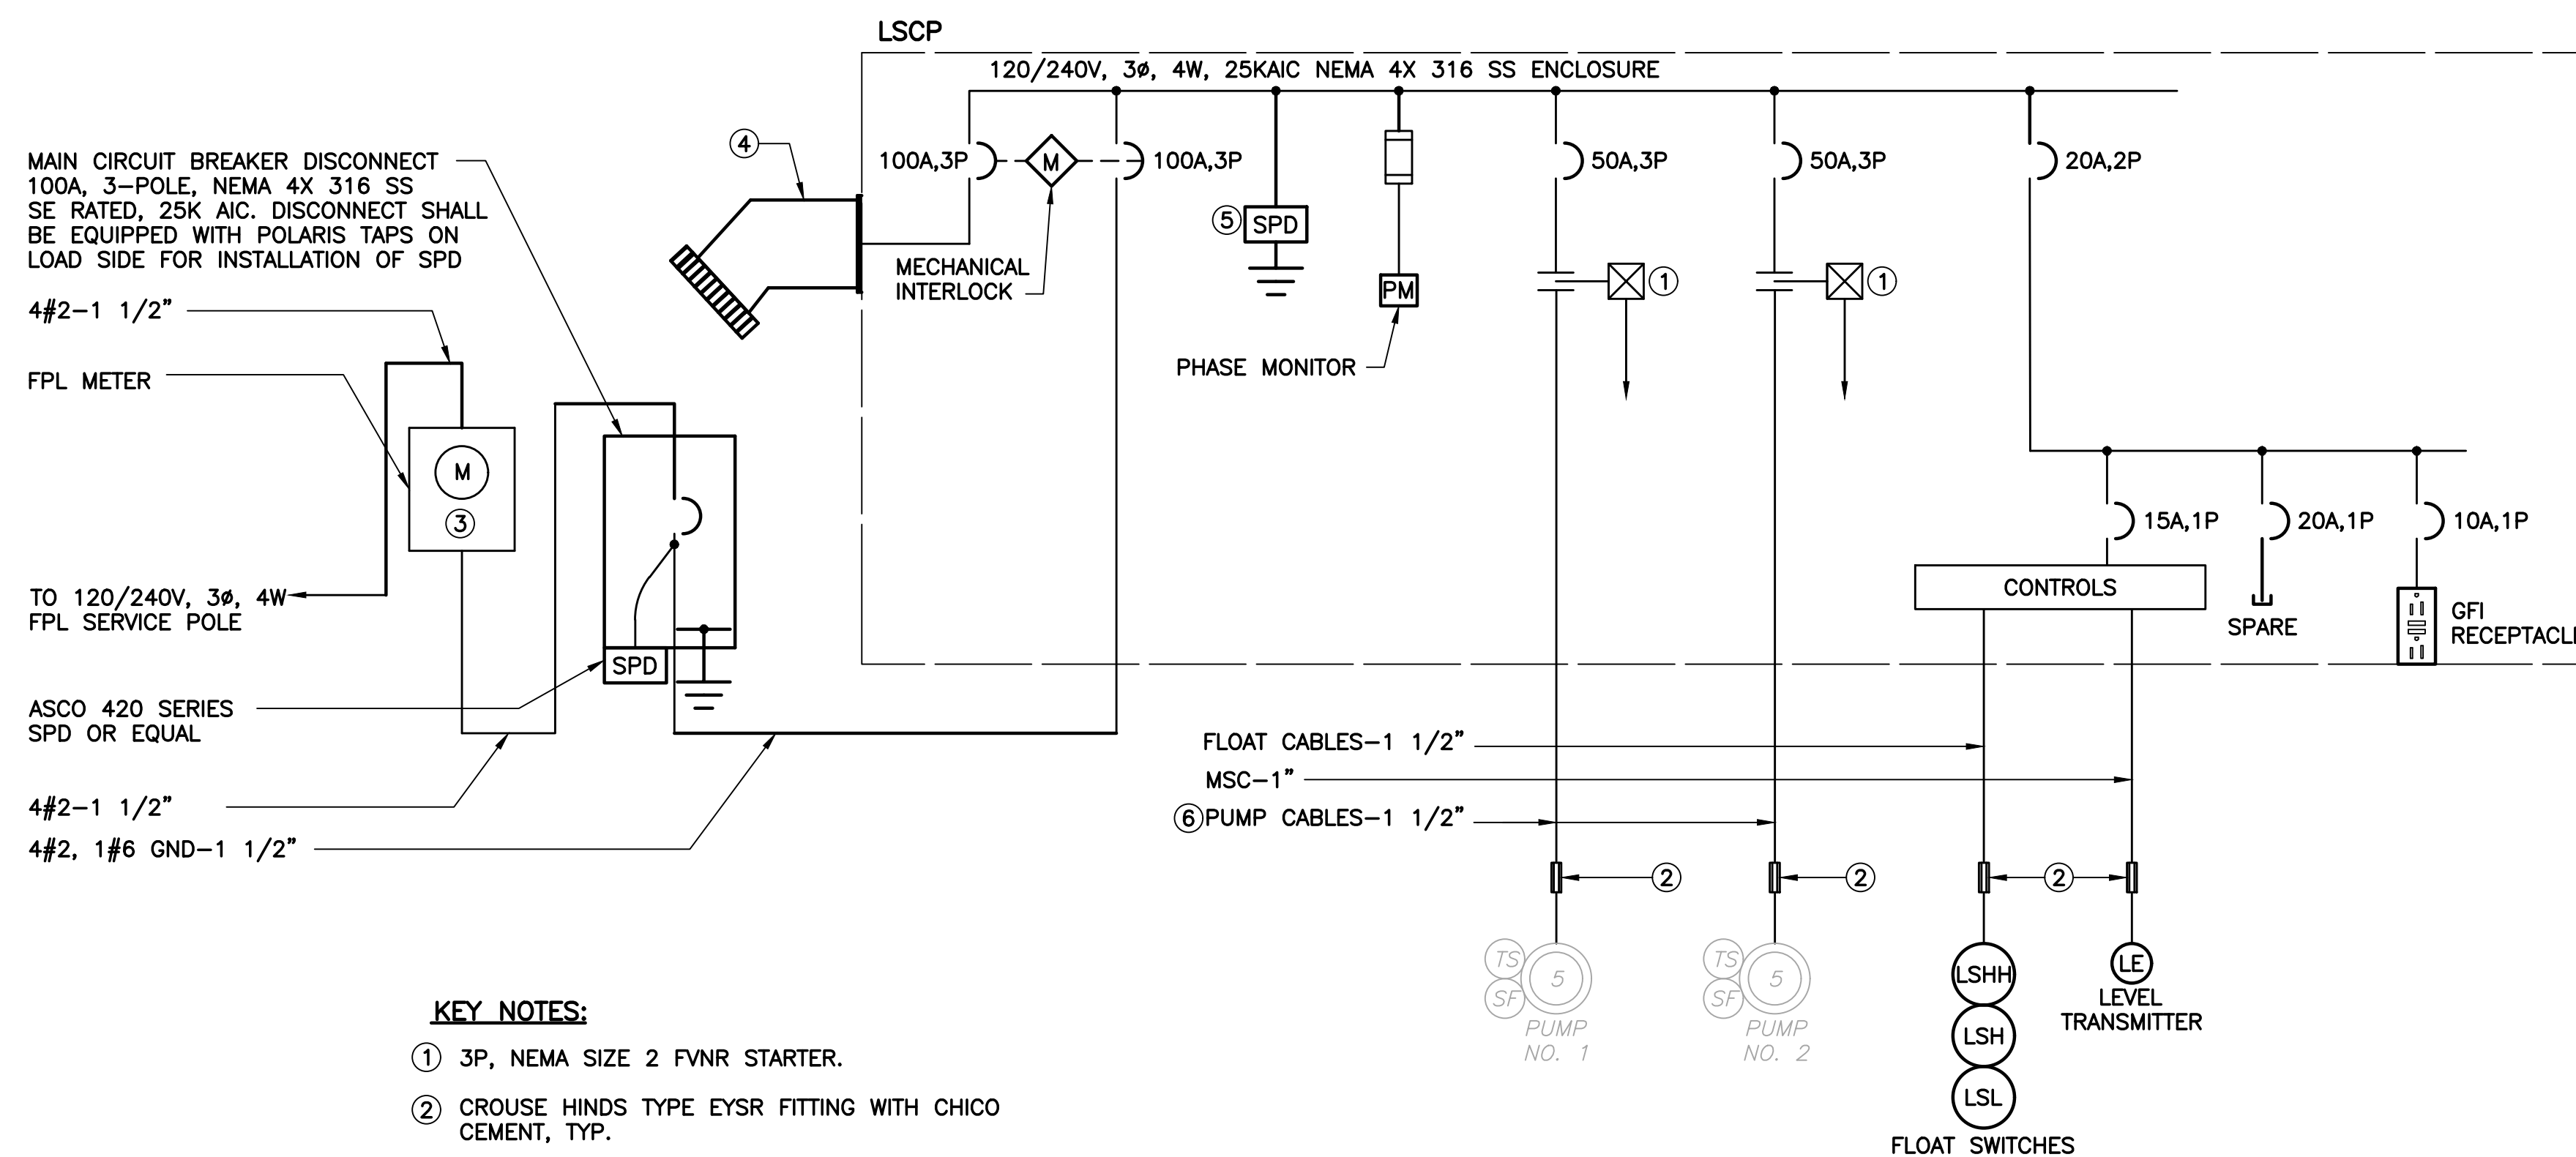 LSCP
120/240V, 3ø, 4W, 25KAIC NEMA 4X 316 SS ENCLOSURE
MAIN CIRCUIT BREAKER DISCONNECT
100A, 3-POLE, NEMA 4X 316 SS
SE RATED, 25K AIC. DISCONNECT SHALL
BE EQUIPPED WITH POLARIS TAPS ON
LOAD SIDE FOR INSTALLATION OF SPD
4#2-1 1/2"
FPL METER
M
3
TO 120/240V, 3ø, 4W
FPL SERVICE POLE
SPD
ASCO 420 SERIES
SPD OR EQUAL
4#2-1 1/2"
4#2, 1#6 GND-1 1/2"
4
100A,3P
M
100A,3P
MECHANICAL
INTERLOCK
5
SPD
PM
PHASE MONITOR
50A,3P
1
50A,3P
1
20A,2P
15A,1P
20A,1P
10A,1P
CONTROLS
SPARE
GFI
RECEPTACLE
FLOAT CABLES-1 1/2"
MSC-1"
6
PUMP CABLES-1 1/2"
2
2
2
TS
SF
5
PUMP
NO. 1
TS
SF
5
PUMP
NO. 2
LSHH
LSH
LSL
FLOAT SWITCHES
LE
LEVEL
TRANSMITTER
KEY NOTES:
1 3P, NEMA SIZE 2 FVNR STARTER.
2 CROUSE HINDS TYPE EYSR FITTING WITH CHICO
CEMENT, TYP.